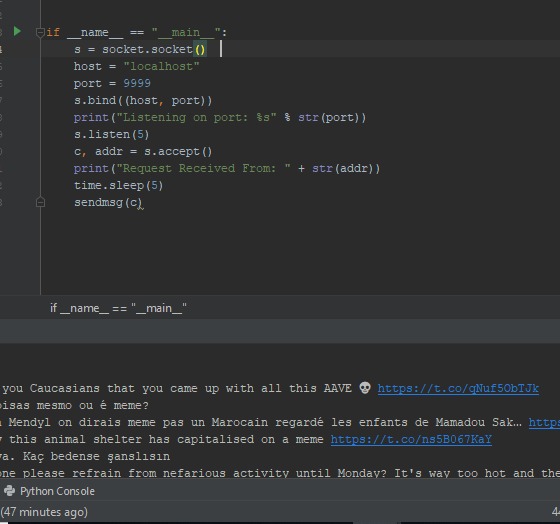 if __name__ == "__main__":
s = socket.socket()
host = "localhost"
port = 9999
s.bind((host, port))
print("Listening on port: %s" % str(port))
s.listen(5)
c, addr = s.accept()
print("Request Received From: " + str(addr))
time.sleep(5)
sendmsg(c)
if __name__ == "__main__"
you Caucasians that you came up with all this AAVE 💀 https://t.co/qNuf5ObTJk
oisas mesmo ou é meme?
Mendyl on dirais meme pas un Marocain regardé les enfants de Mamadou Sak…
this animal shelter has capitalised on a meme https://t.co/ns5B067KaY
Kaç bedense şanslısın
one please refrain from nefarious activity until Monday? It's way too hot and the
Python Console
(47 minutes ago)